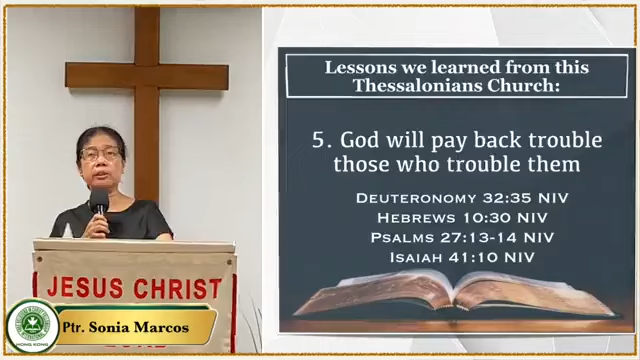 Lessons we learned from this
Thessalonians Church:
5. God will pay back trouble
those who trouble them
Deuteronomy 32:35 NIV
Hebrews 10:30 NIV
Psalms 27:13-14 NIV
Isaiah 41:10 NIV
JESUS CHRIST
Ptr. Sonia Marcos
HONG KONG